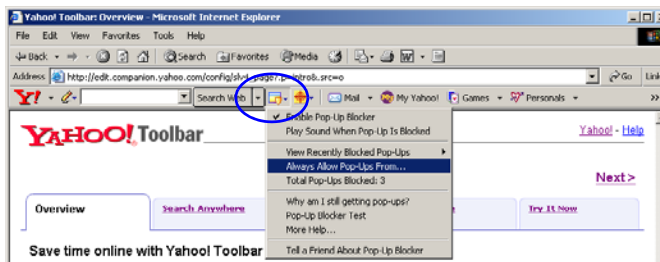 Yahoo! Toolbar: Overview - Microsoft Internet Explorer
File Edit View Favorites Tools Help
Back Search Favorites Media
Address http://edit.companion.yahoo.com/config/slv4_page?.p=intro&.src=o Go Link
Y! Search Web Mail My Yahoo! Games Personals »
Enable Pop-Up Blocker
Play Sound When Pop-Up Is Blocked
YAHOO! Toolbar
Yahoo! - Help
View Recently Blocked Pop-Ups
Always Allow Pop-Ups From...
Total Pop-Ups Blocked: 3
Next >
Why am I still getting pop-ups?
Pop-Up Blocker Test
More Help...
Overview Search Anywhere Try It Now
Tell a Friend About Pop-Up Blocker
Save time online with Yahoo! Toolbar